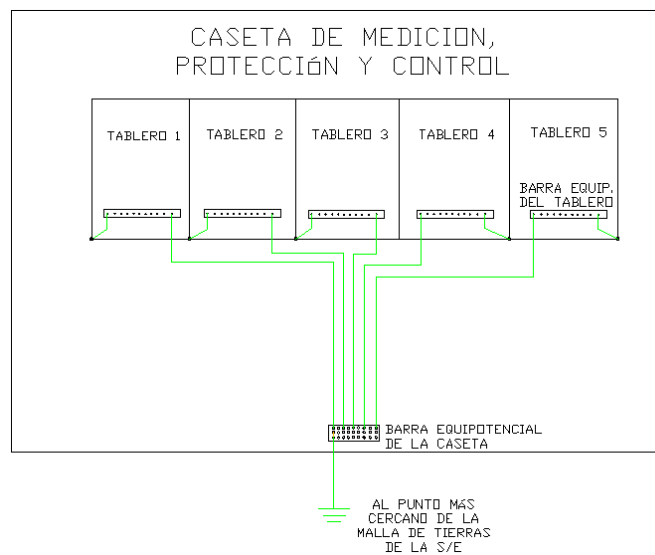 CASETA DE MEDICION,
PROTECCIóN Y CONTROL
TABLERO 1
TABLERO 2
TABLERO 3
TABLERO 4
TABLERO 5
BARRA EQUIP.
DEL TABLERO
BARRA EQUIPOTENCIAL
DE LA CASETA
AL PUNTO MáS
CERCANO DE LA
MALLA DE TIERRAS
DE LA S/E